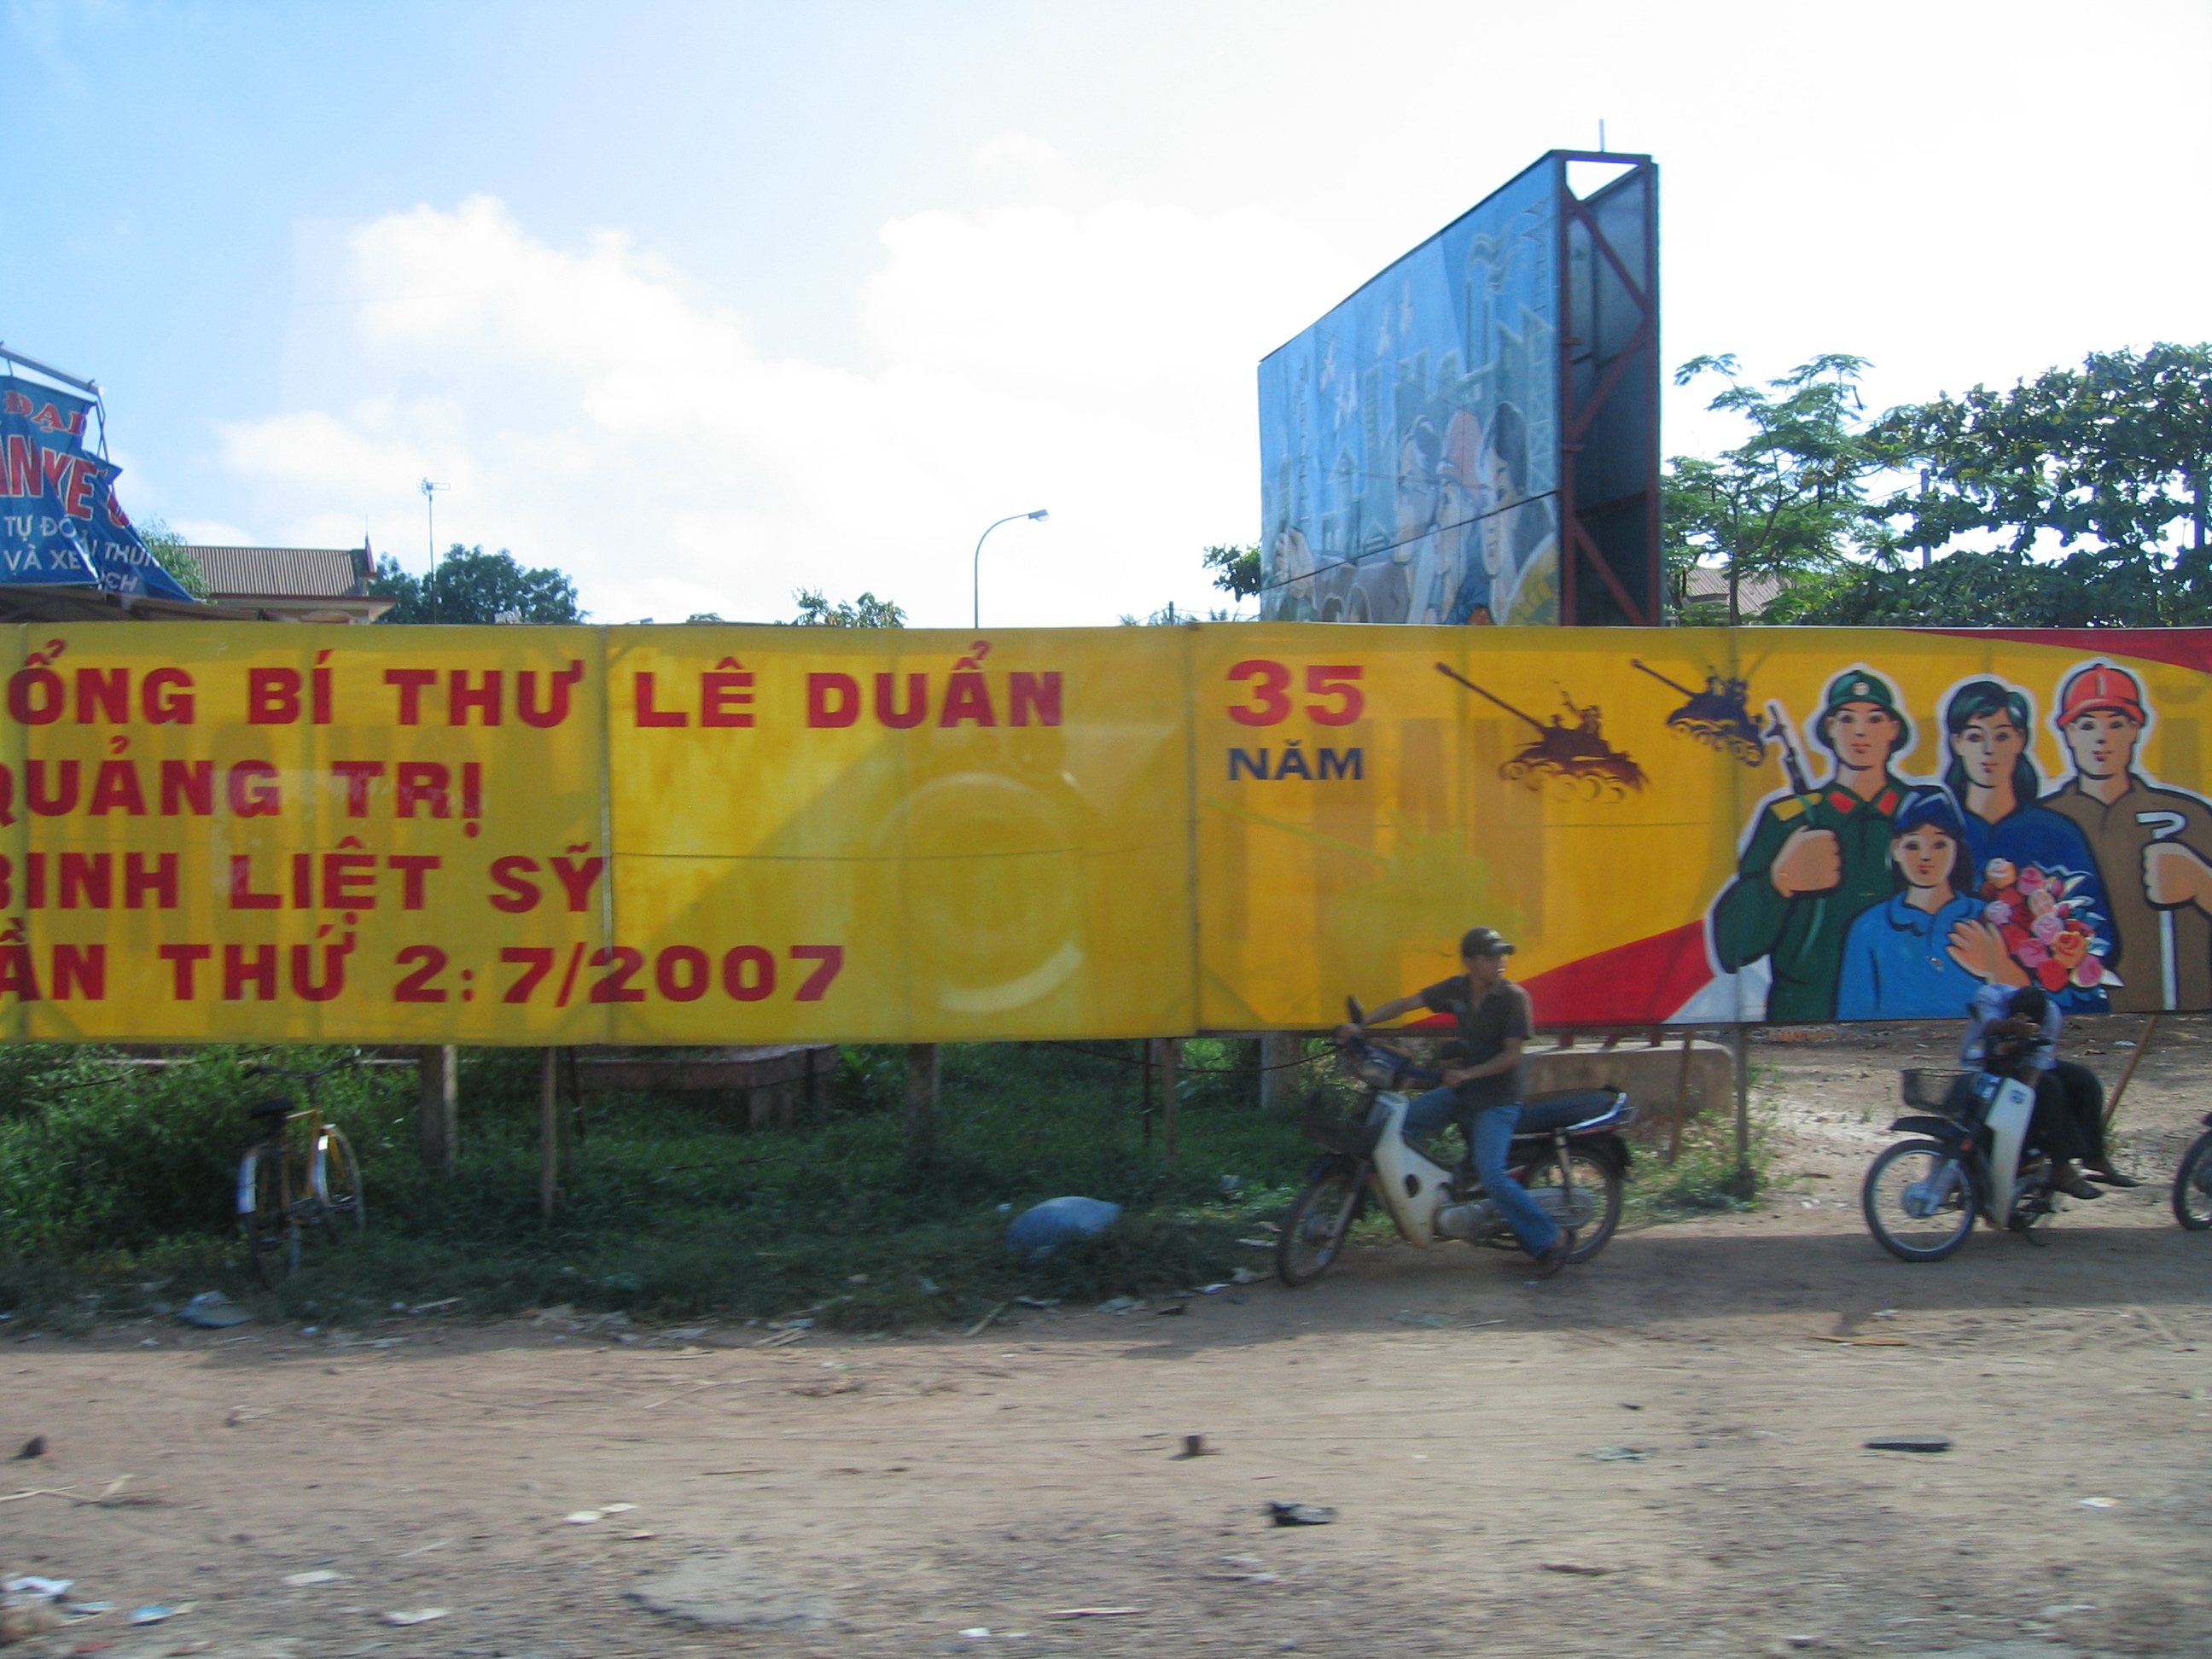 ĐẠI
TỰ ĐỘ
VÀ XE
ỔNG BÍ THƯ LÊ DUẨN
QUẢNG TRỊ
BINH LIỆT SỸ
ẦN THỨ 2: 7/2007
35
NĂM